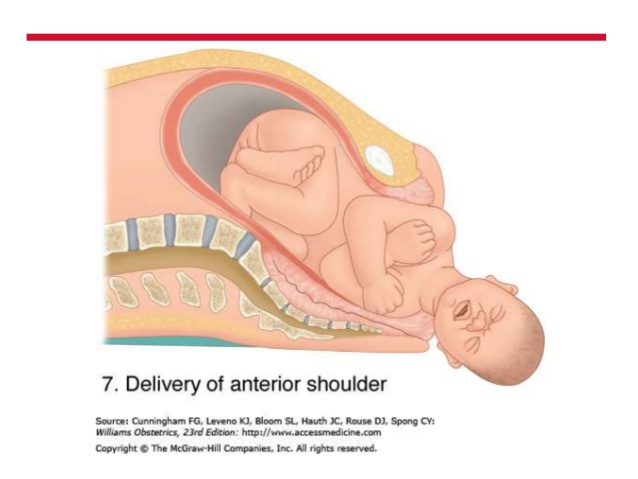 7. Delivery of anterior shoulder
Source: Cunningham FG, Leveno KJ, Bloom SL, Hauth JC, Rouse DJ, Spong CY:
Williams Obstetrics, 23rd Edition: http://www.accessmedicine.com
Copyright © The McGraw-Hill Companies, Inc. All rights reserved.